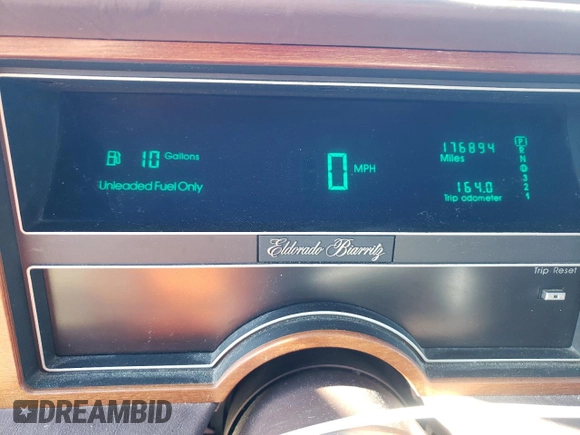 10 Gallons
Unleaded Fuel Only
0 MPH
176894
Miles
164.0
Trip odometer
P
R
N
D
3
2
1
Eldorado Biarritz
Trip Reset
DREAMBID